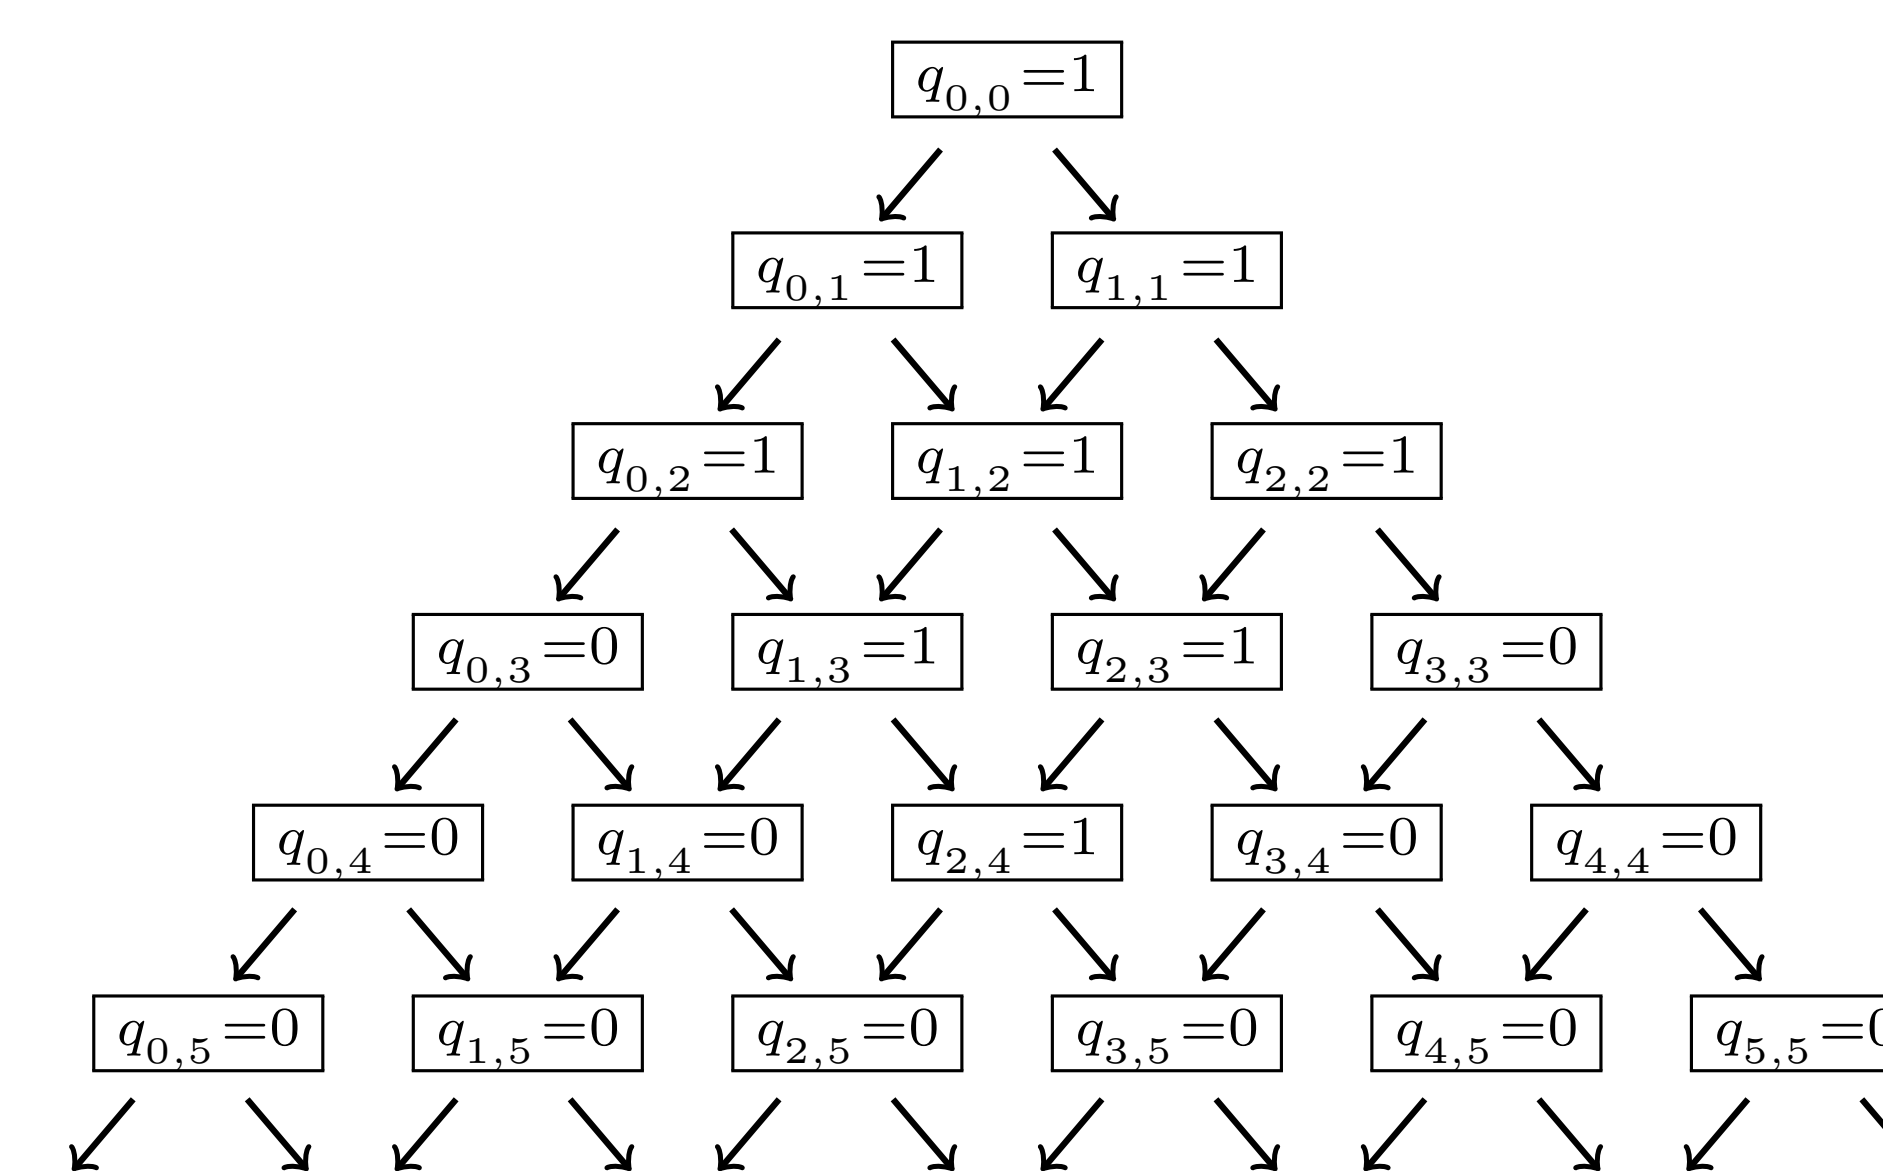 q0,0=1
q0,1=1 q1,1=1
q0,2=1 q1,2=1 q2,2=1
q0,3=0 q1,3=1 q2,3=1 q3,3=0
q0,4=0 q1,4=0 q2,4=1 q3,4=0 q4,4=0
q0,5=0 q1,5=0 q2,5=0 q3,5=0 q4,5=0 q5,5=